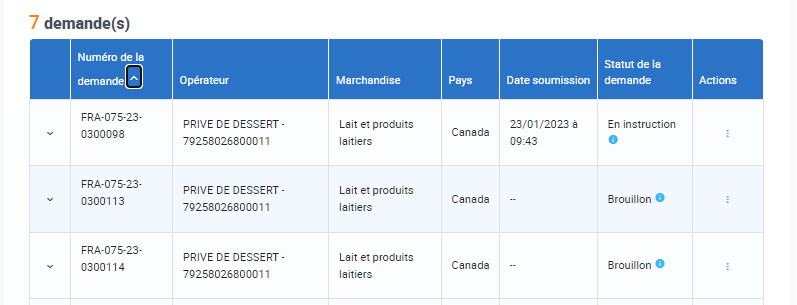 7 demande(s)
Numéro de la
demande
Opérateur
Marchandise
Pays
Date soumission
Statut de la
demande
Actions
FRA-075-23-
0300098
PRIVE DE DESSERT -
79258026800011
Lait et produits
laitiers
Canada
23/01/2023 à
09:43
En instruction
FRA-075-23-
0300113
PRIVE DE DESSERT -
79258026800011
Lait et produits
laitiers
Canada
--
Brouillon
FRA-075-23-
0300114
PRIVE DE DESSERT -
79258026800011
Lait et produits
laitiers
Canada
--
Brouillon